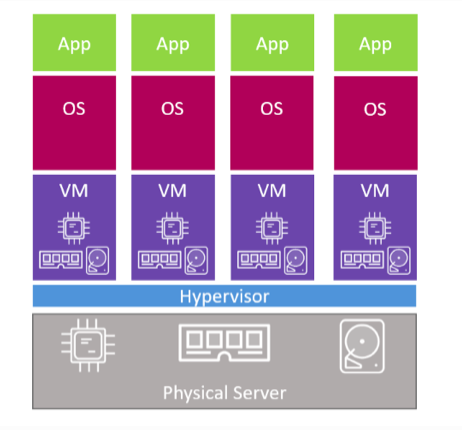 App App App App
OS OS OS OS
VM VM VM VM
Hypervisor
Physical Server